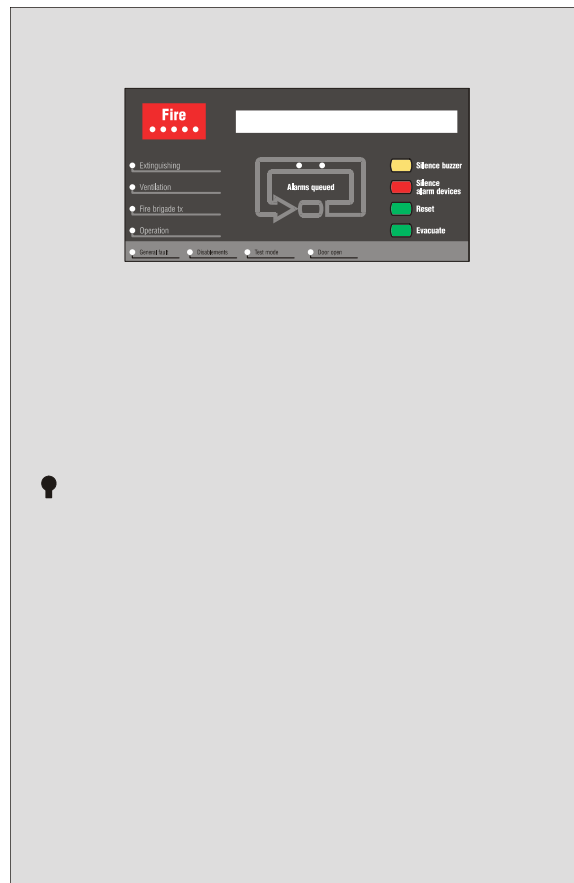 Fire
Extinguishing
Ventilation
Fire brigade tx
Operation
Alarms queued
Silence buzzer
Silence
alarm devices
Reset
Evacuate
General fault
Disablements
Test mode
Door open